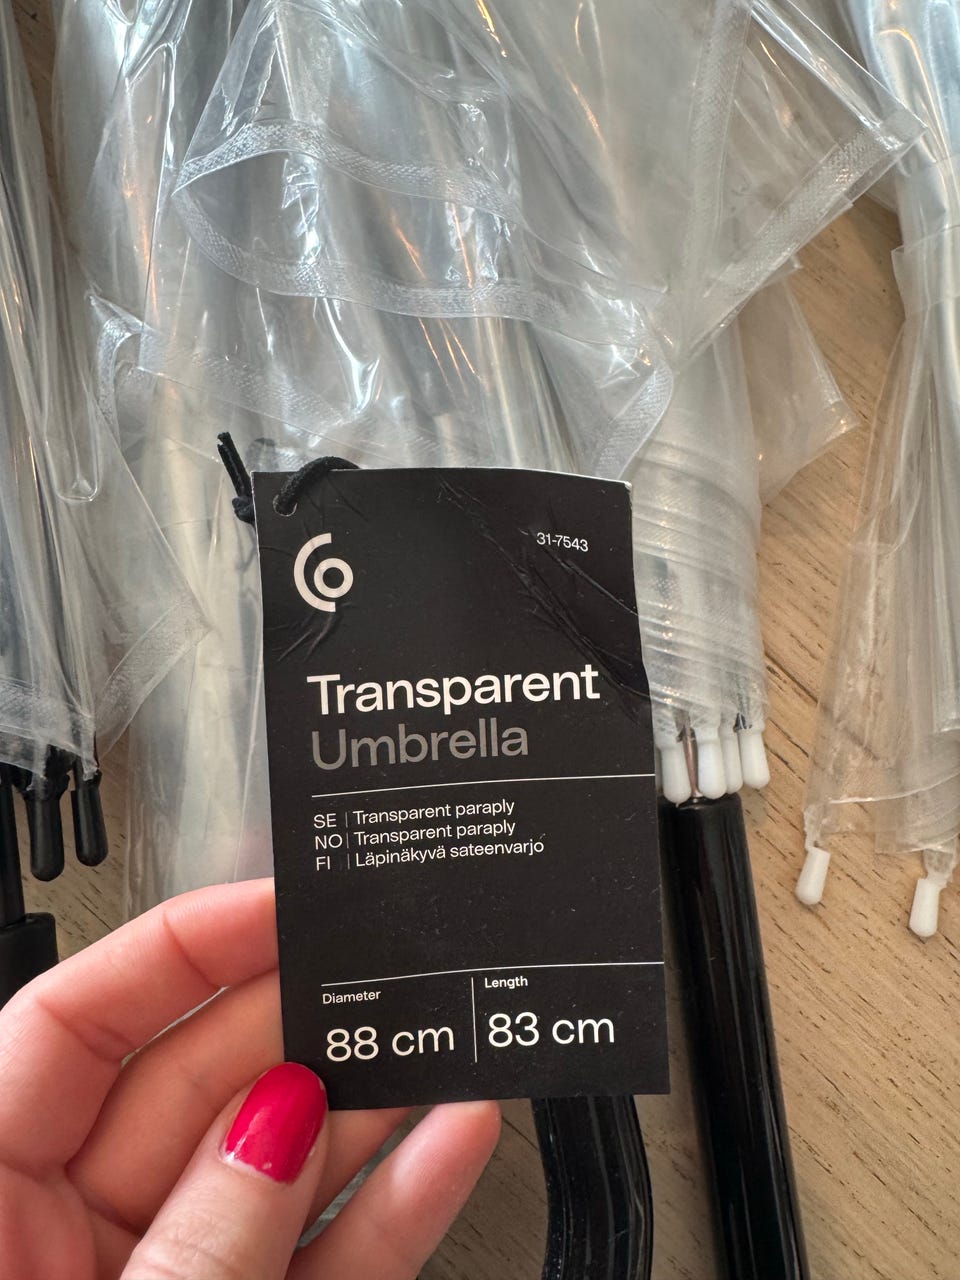 31-7543
Transparent
Umbrella
SE | Transparent paraply
NO | Transparent paraply
FI | Läpinäkyvä sateenvarjo
Diameter
88 cm
Length
83 cm